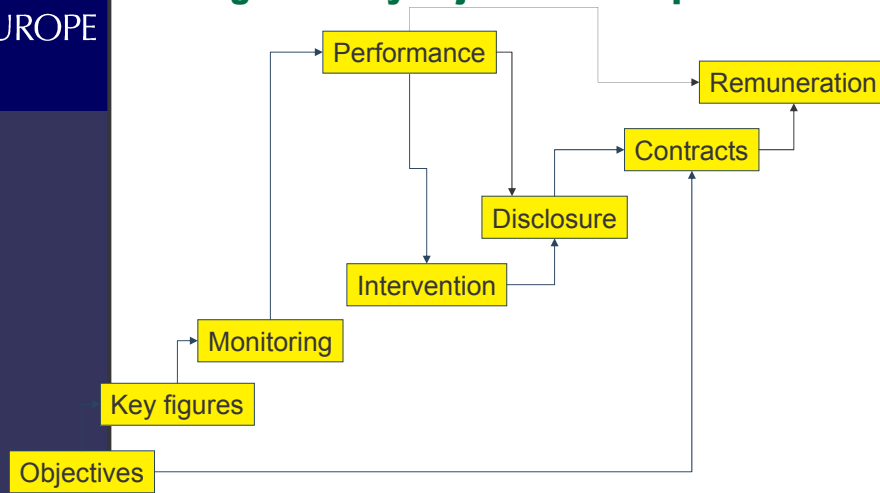 UROPE
Performance
Remuneration
Contracts
Disclosure
Intervention
Monitoring
Key figures
Objectives